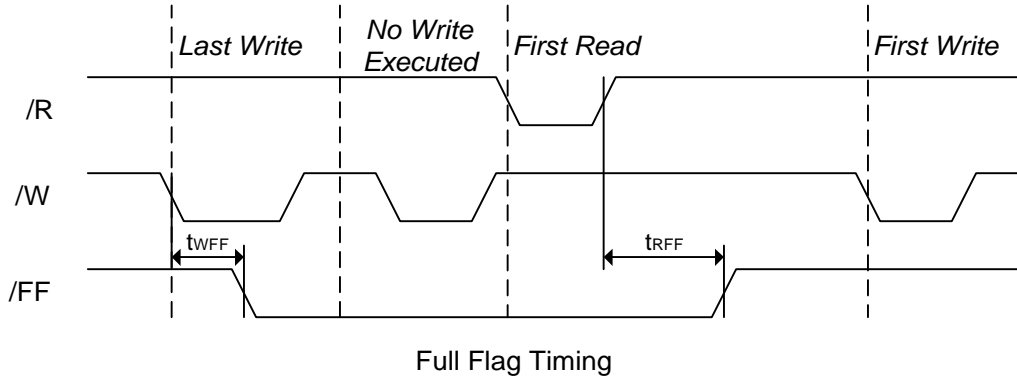 Last Write
No Write
Executed
First Read
First Write
/R
/W
tWFF
tRFF
/FF
Full Flag Timing